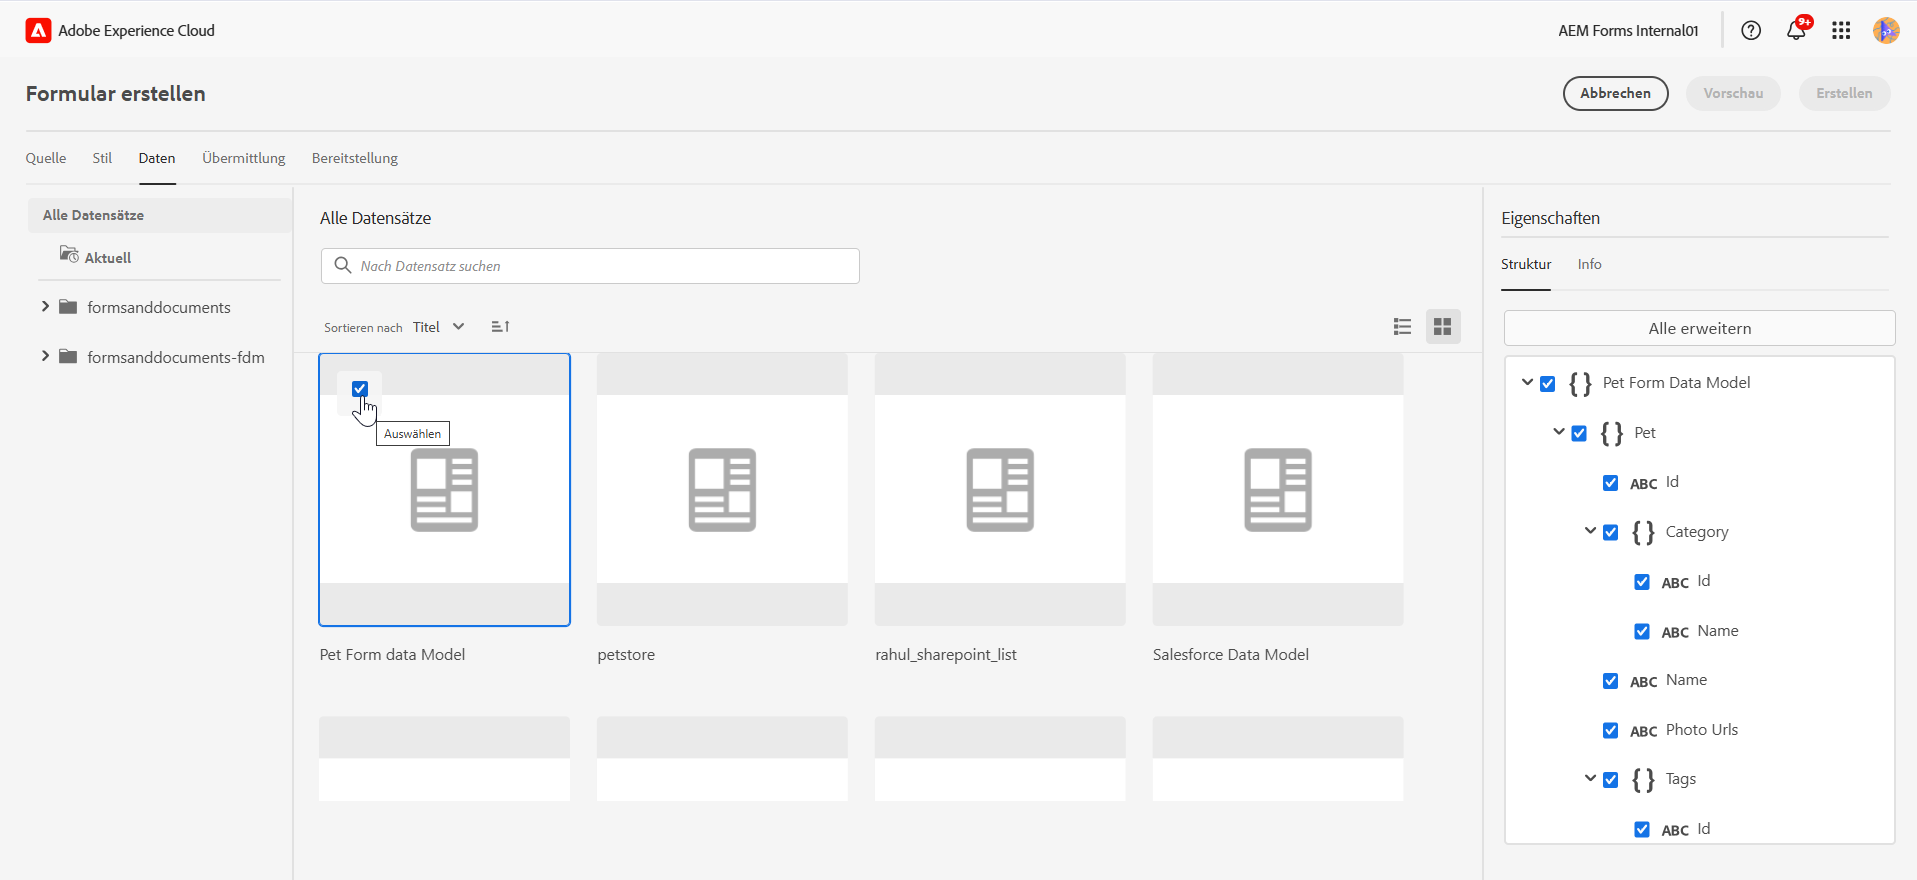 Adobe Experience Cloud
AEM Forms Internal01
9+
Formular erstellen
Abbrechen
Vorschau
Erstellen
Quelle
Stil
Daten
Übermittlung
Bereitstellung
Alle Datensätze
Aktuell
formsanddocuments
formsanddocuments-fdm
Alle Datensätze
Nach Datensatz suchen
Sortieren nach Titel
Auswählen
Pet Form data Model
petstore
rahul_sharepoint_list
Salesforce Data Model
Eigenschaften
Struktur
Info
Alle erweitern
{ } Pet Form Data Model
{ } Pet
ABC Id
{ } Category
ABC Id
ABC Name
ABC Name
ABC Photo Urls
{ } Tags
ABC Id